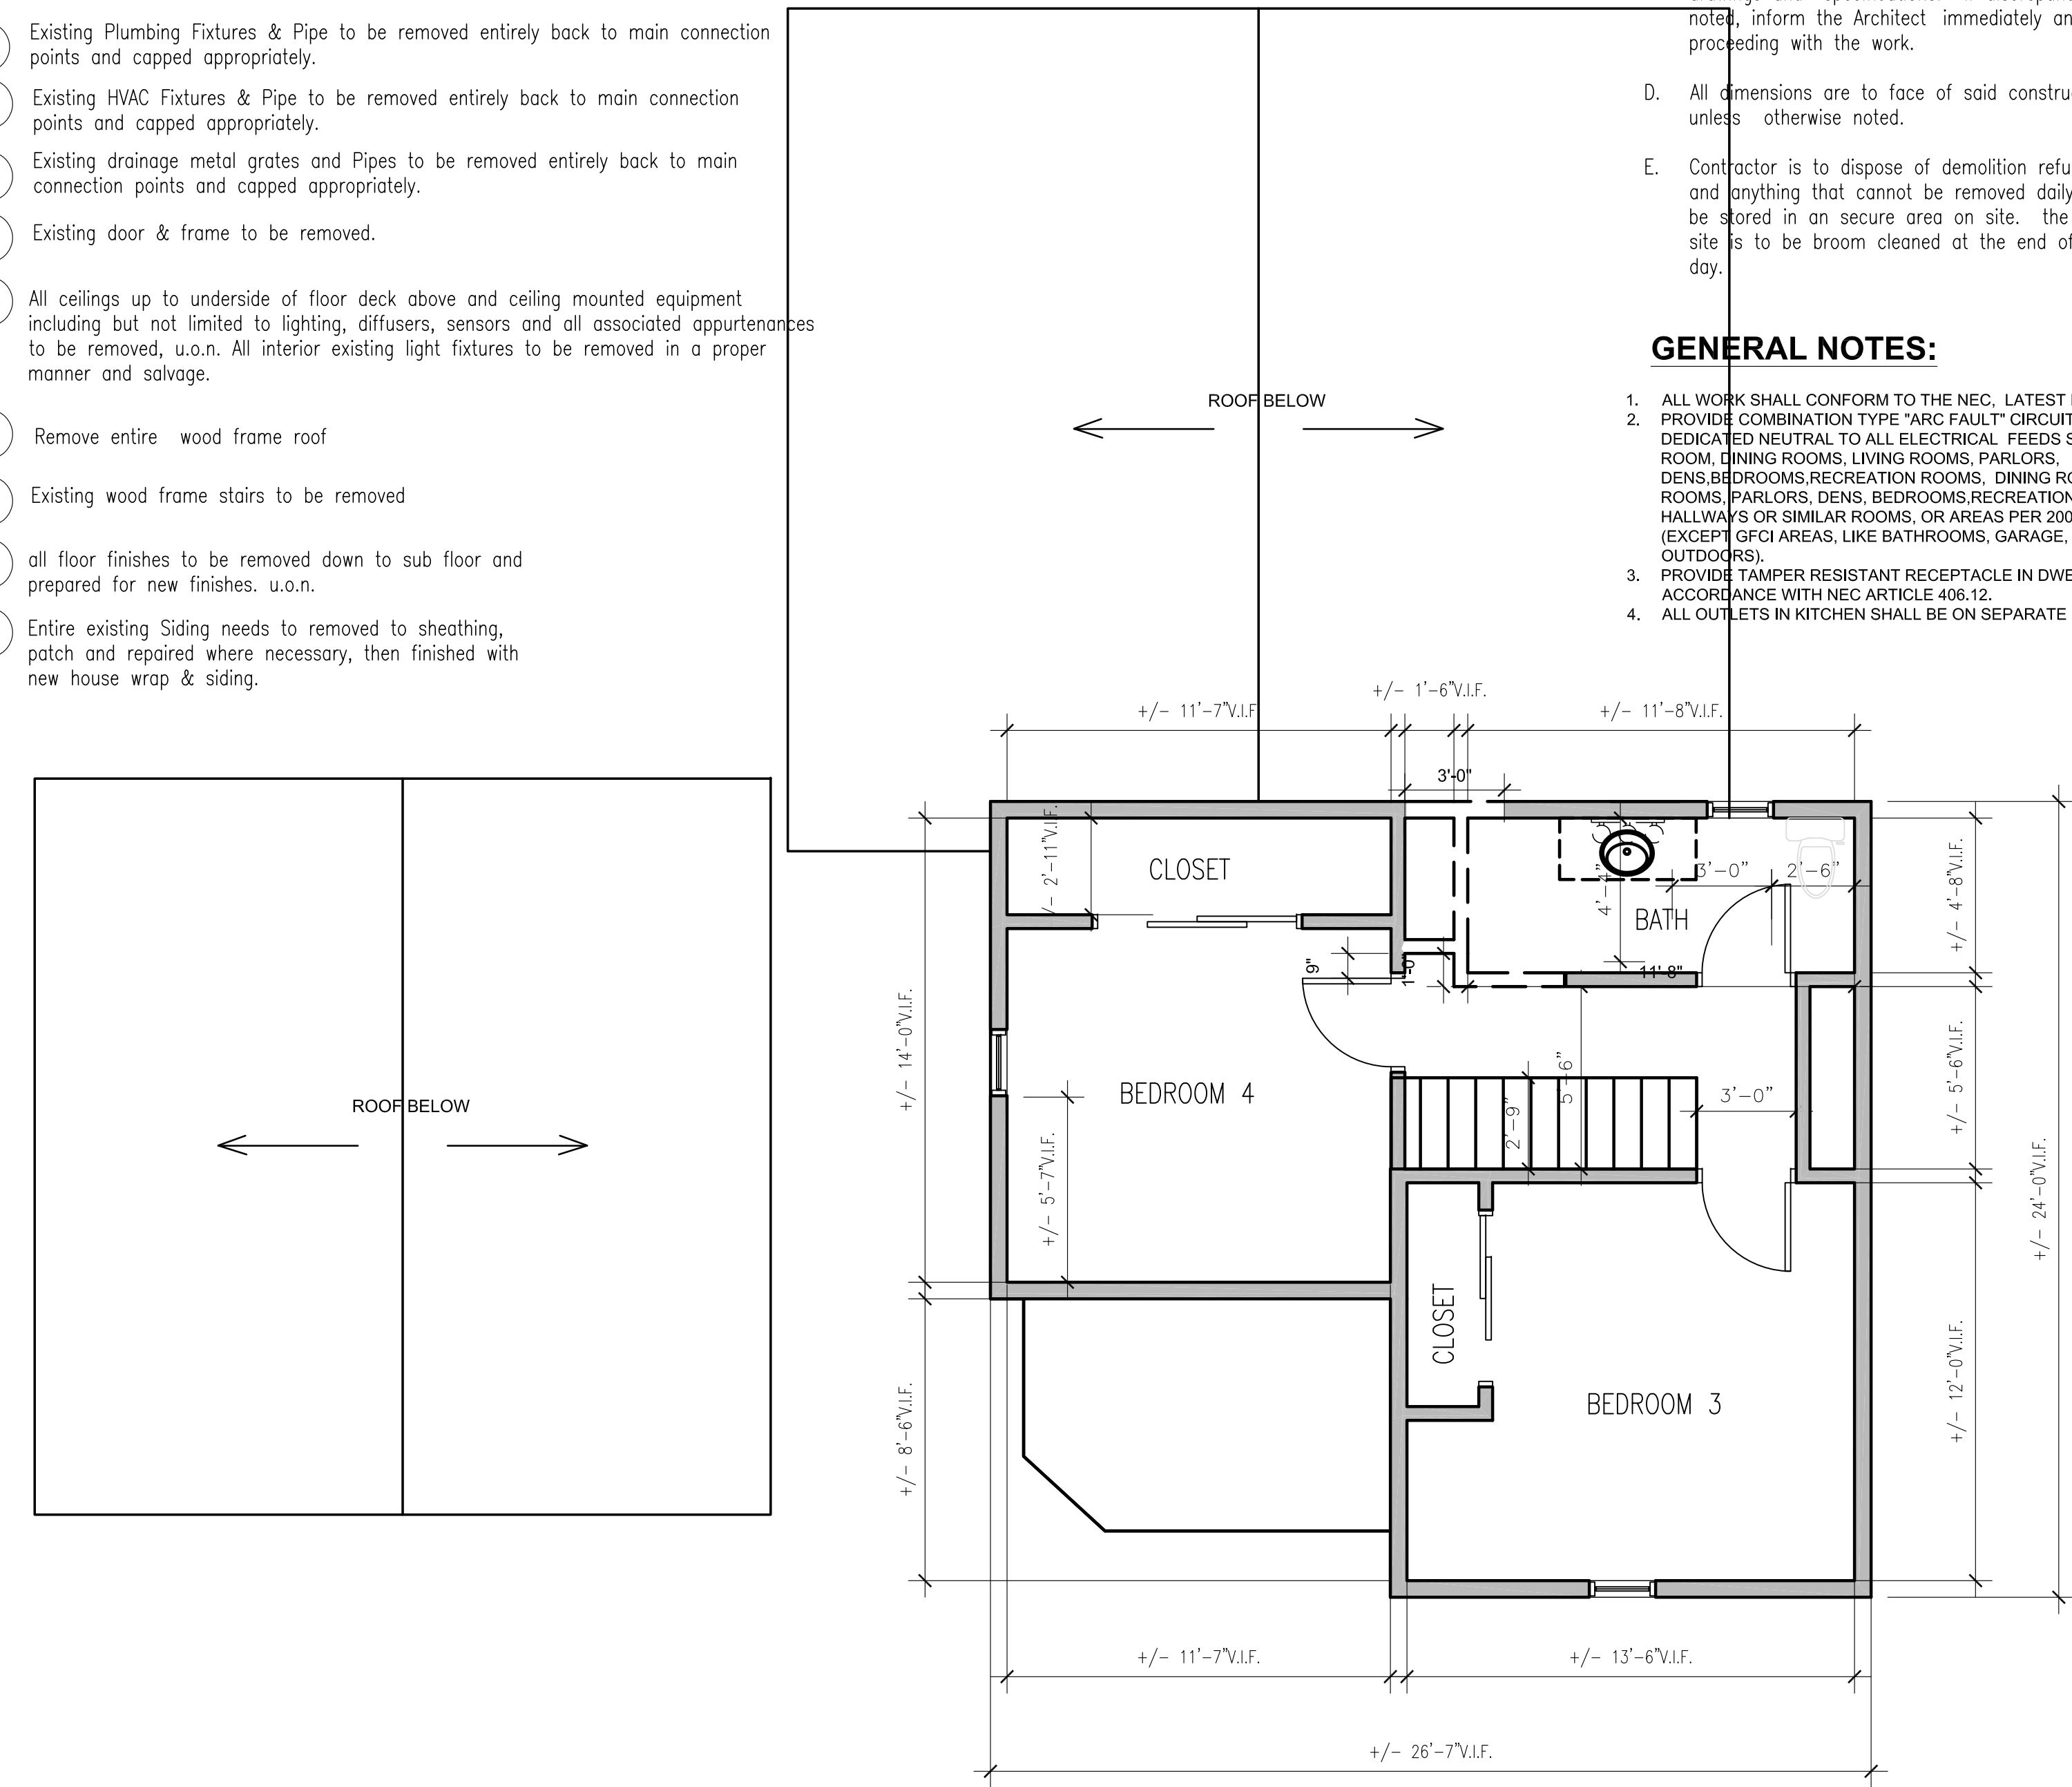 Existing Plumbing Fixtures & Pipe to be removed entirely back to main connection
points and capped appropriately.
Existing HVAC Fixtures & Pipe to be removed entirely back to main connection
points and capped appropriately.
Existing drainage metal grates and Pipes to be removed entirely back to main
connection points and capped appropriately.
Existing door & frame to be removed.
All ceilings up to underside of floor deck above and ceiling mounted equipment
including but not limited to lighting, diffusers, sensors and all associated appurtenances
to be removed, u.o.n. All interior existing light fixtures to be removed in a proper
manner and salvage.
Remove entire wood frame roof
Existing wood frame stairs to be removed
all floor finishes to be removed down to sub floor and
prepared for new finishes. u.o.n.
Entire existing Siding needs to removed to sheathing,
patch and repaired where necessary, then finished with
new house wrap & siding.
noted, inform the Architect immediately
proceeding with the work.
D. All dimensions are to face of said
unless otherwise noted.
E. Contractor is to dispose of demolition
and anything that cannot be removed daily
be stored in an secure area on site. the
site is to be broom cleaned at the end of
day.
GENERAL NOTES:
1. ALL WORK SHALL CONFORM TO THE NEC, LATEST
2. PROVIDE COMBINATION TYPE "ARC FAULT" CIRCUIT
DEDICATED NEUTRAL TO ALL ELECTRICAL FEEDS
ROOM, DINING ROOMS, LIVING ROOMS, PARLORS,
DENS,BEDROOMS,RECREATION ROOMS, DINING
ROOMS, PARLORS, DENS, BEDROOMS,RECREATION
HALLWAYS OR SIMILAR ROOMS, OR AREAS PER 200
(EXCEPT GFCI AREAS, LIKE BATHROOMS, GARAGE,
OUTDOORS).
3. PROVIDE TAMPER RESISTANT RECEPTACLE IN
ACCORDANCE WITH NEC ARTICLE 406.12.
4. ALL OUTLETS IN KITCHEN SHALL BE ON SEPARATE
ROOF BELOW
+/- 1'-6"V.I.F.
+/- 11'-7"V.I.F
+/- 11'-8"V.I.F.
3'-0"
+/- 14'-0"V.I.F.
/- 2'-11"V.I.F.
CLOSET
4'-4"
3'-0"
2'-6"
BATH
+/- 4'-8"V.I.F.
9"
1'-0"
11'-8"
BEDROOM 4
5'-6"
2'-9"
3'-0"
+/- 5'-6"V.I.F.
ROOF BELOW
+/- 5'-7"V.I.F.
+/- 24'-0"V.I.F.
CLOSET
BEDROOM 3
+/- 12'-0"V.I.F.
+/- 8'-6"V.I.F.
+/- 11'-7"V.I.F.
+/- 13'-6"V.I.F.
+/- 26'-7"V.I.F.